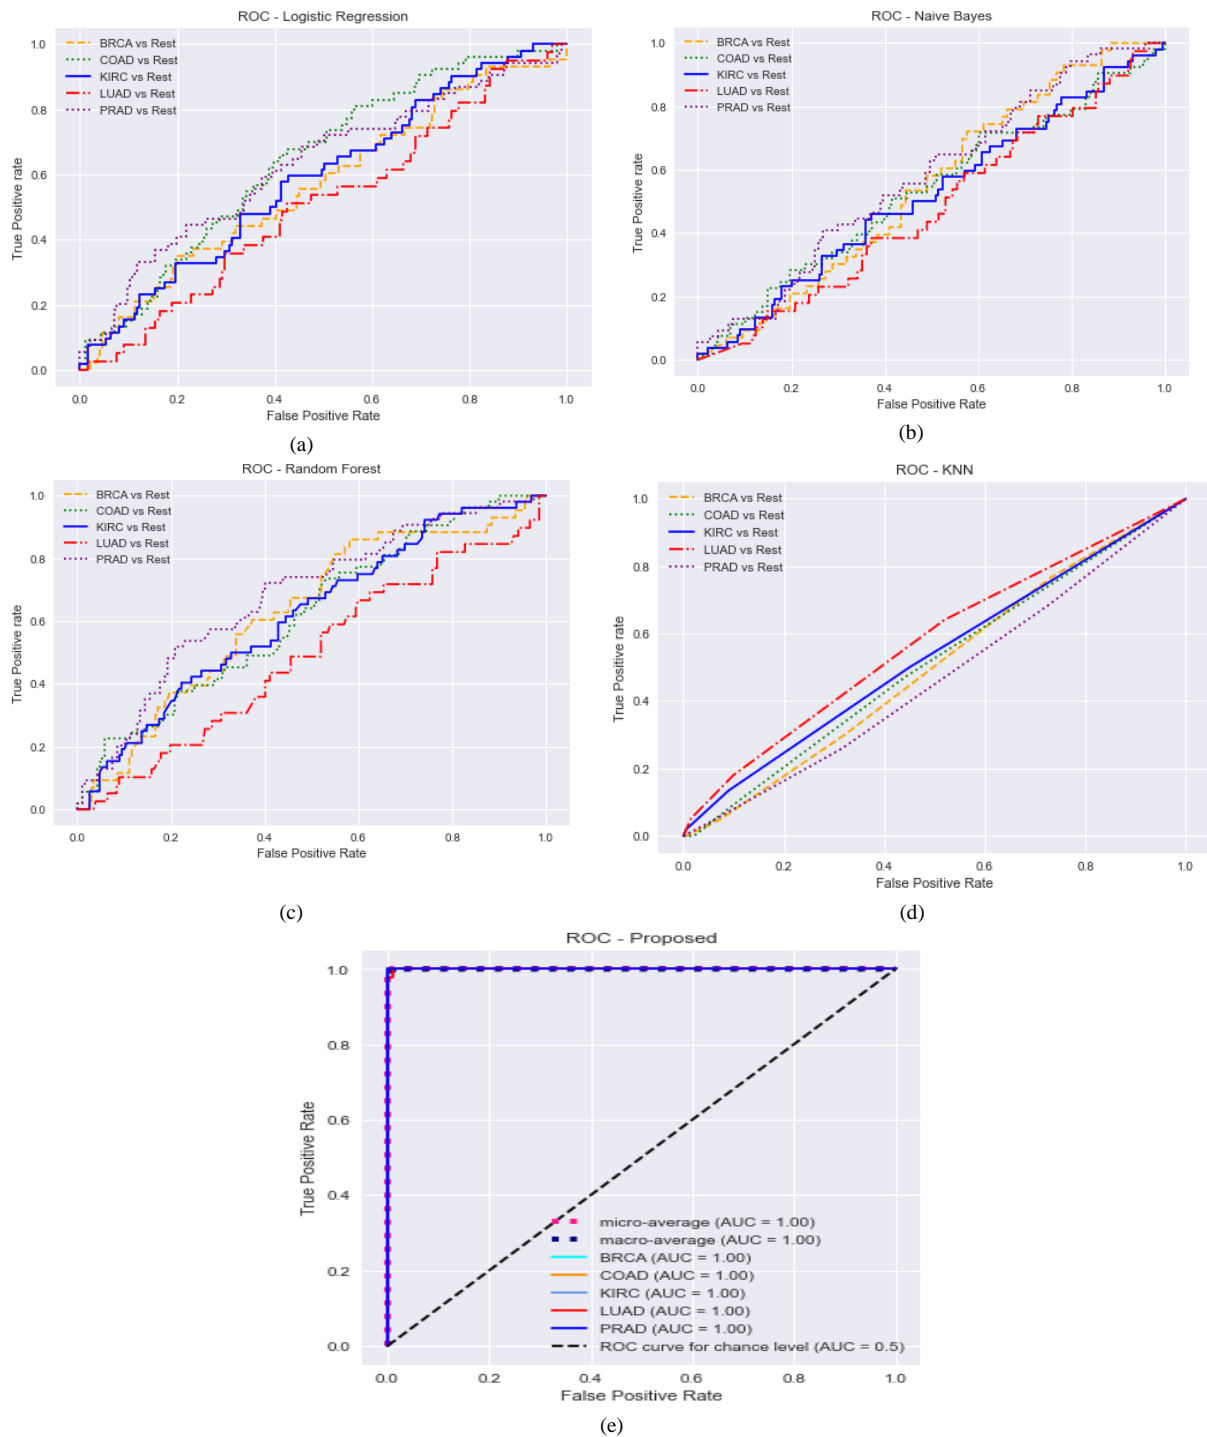 ROC - Logistic Regression
BRCA vs Rest
COAD vs Rest
KIRC vs Rest
LUAD vs Rest
PRAD vs Rest
True Positive rate
1.0
0.8
0.6
0.4
0.2
0.0
0.0 0.2 0.4 0.6 0.8 1.0
False Positive Rate
(a)
ROC - Naive Bayes
BRCA vs Rest
COAD vs Rest
KIRC vs Rest
LUAD vs Rest
PRAD vs Rest
True Positive rate
1.0
0.8
0.6
0.4
0.2
0.0
0.0 0.2 0.4 0.6 0.8 1.0
False Positive Rate
(b)
ROC - Random Forest
BRCA vs Rest
COAD vs Rest
KIRC vs Rest
LUAD vs Rest
PRAD vs Rest
True Positive rate
1.0
0.8
0.6
0.4
0.2
0.0
0.0 0.2 0.4 0.6 0.8 1.0
False Positive Rate
(c)
ROC - KNN
BRCA vs Rest
COAD vs Rest
KIRC vs Rest
LUAD vs Rest
PRAD vs Rest
True Positive rate
1.0
0.8
0.6
0.4
0.2
0.0
0.0 0.2 0.4 0.6 0.8 1.0
False Positive Rate
(d)
ROC - Proposed
True Positive Rate
1.0
0.8
0.6
0.4
0.2
0.0
micro-average (AUC = 1.00)
macro-average (AUC = 1.00)
BRCA (AUC = 1.00)
COAD (AUC = 1.00)
KIRC (AUC = 1.00)
LUAD (AUC = 1.00)
PRAD (AUC = 1.00)
ROC curve for chance level (AUC = 0.5)
0.0 0.2 0.4 0.6 0.8 1.0
False Positive Rate
(e)